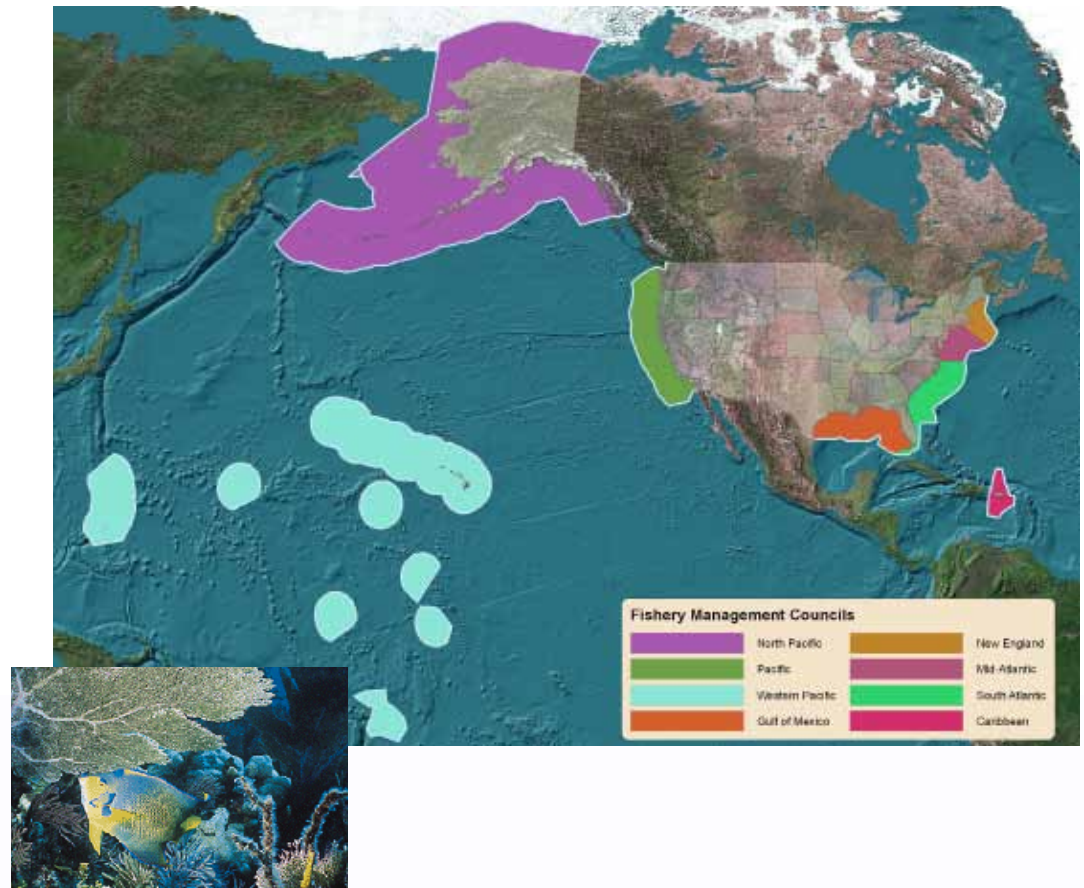 Fishery Management Councils
North Pacific
Pacific
Western Pacific
Gulf of Mexico
New England
Mid-Atlantic
South Atlantic
Caribbean